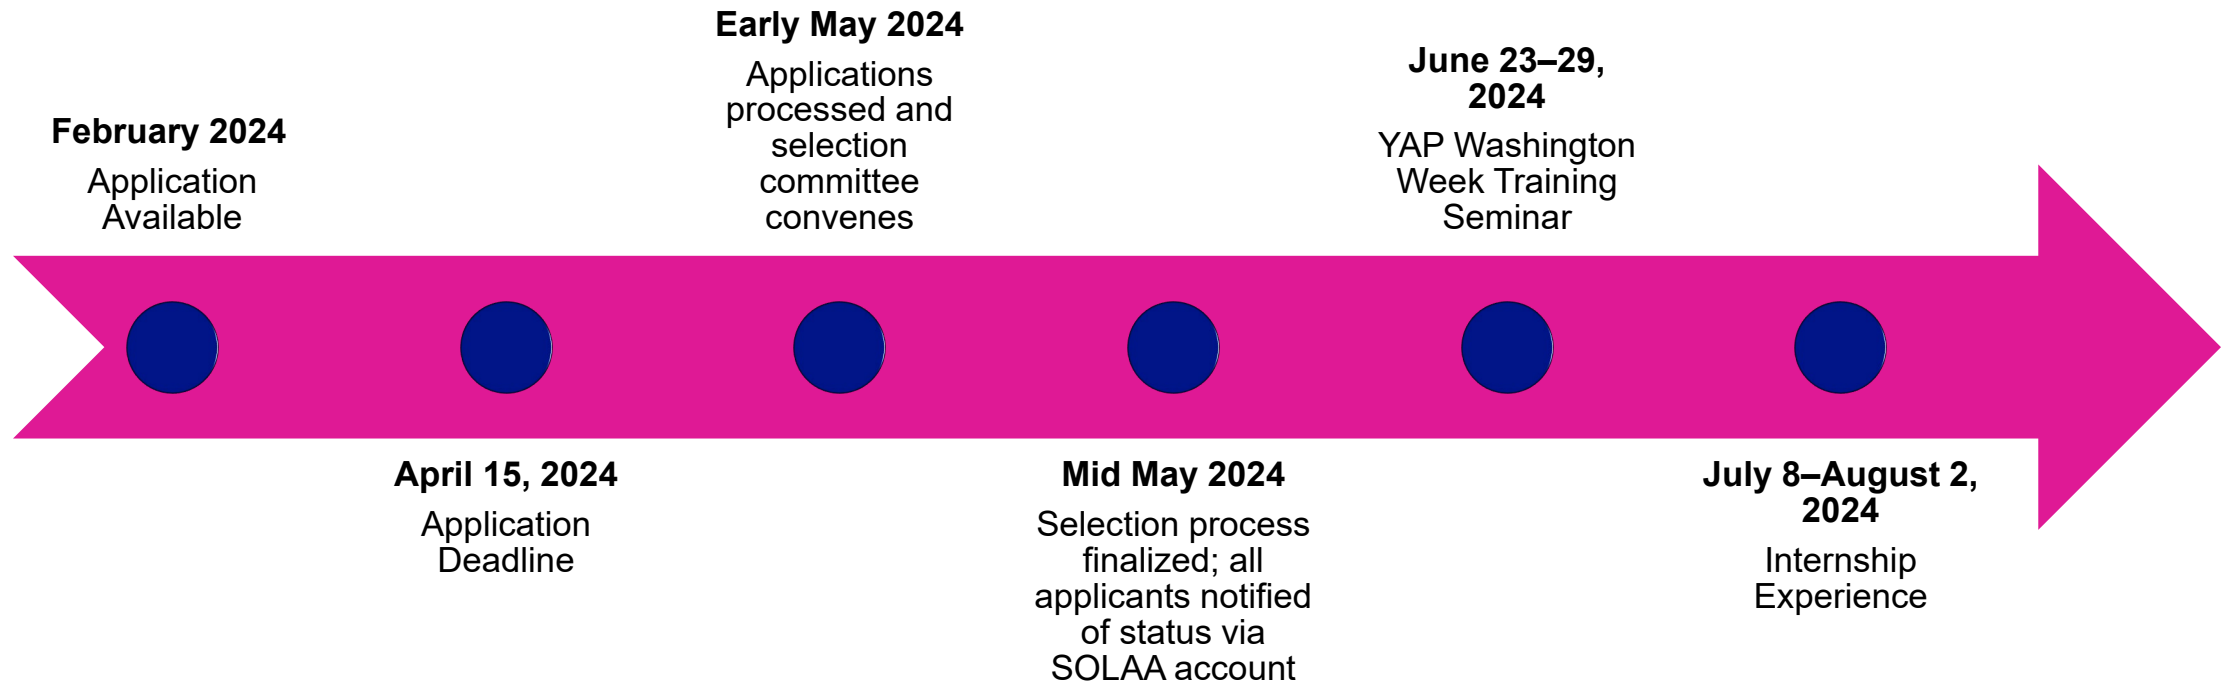 February 2024
Application
Available
April 15, 2024
Application
Deadline
Early May 2024
Applications
processed and
selection
committee
convenes
Mid May 2024
Selection process
finalized; all
applicants notified
of status via
SOLAA account
June 23–29,
2024
YAP Washington
Week Training
Seminar
July 8–August 2,
2024
Internship
Experience